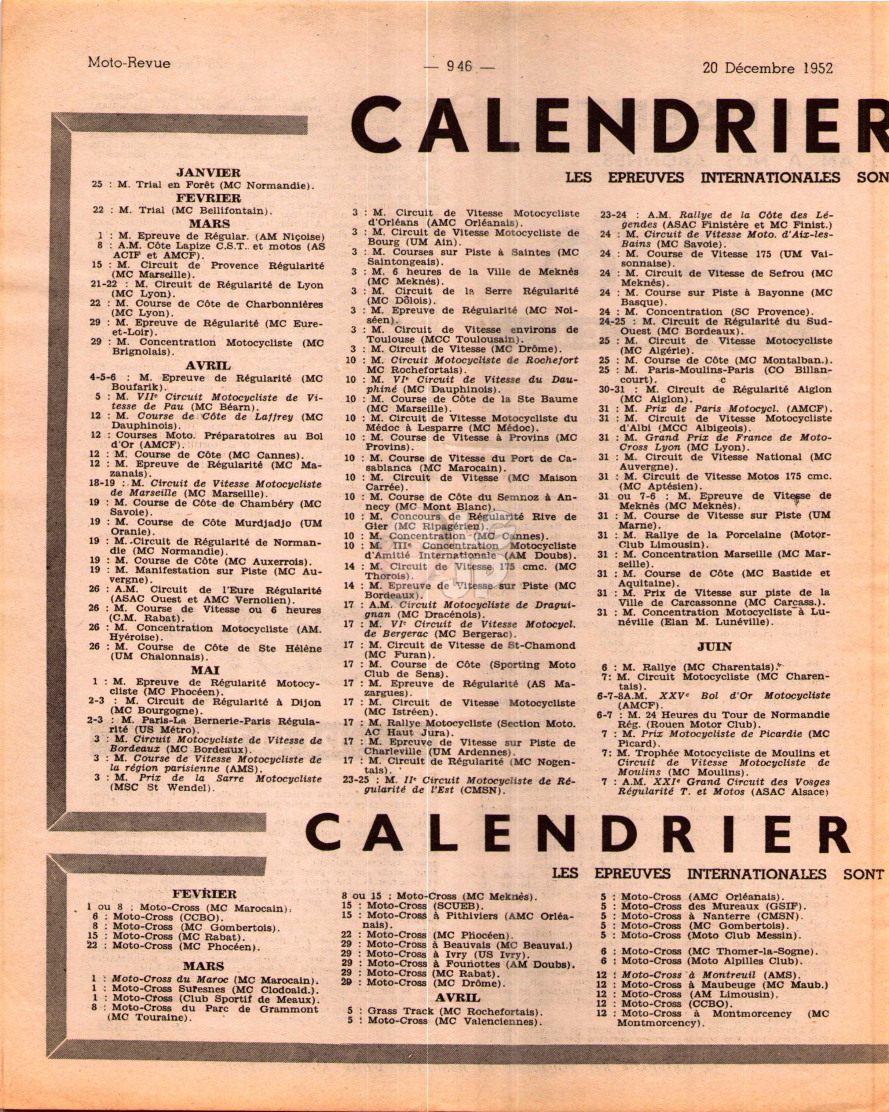 Moto-Revue
— 946 —
20 Décembre 1952
CALENDRIER
LES EPREUVES INTERNATIONALES SON
JANVIER
25 : M. Trial en Forêt (MC Normandie).
FEVRIER
22 : M. Trial (MC Bellifontain).
MARS
1 : M. Epreuve de Régular. (AM Niçoise)
8 : A.M. Côte Lapize C.S.T.. et motos (AS
ACIF et AMCF).
15 : M. Circuit de Provence Régularité
(MC Marseille).
21-22 : M. Circuit de Régularité de Lyon
(MC Lyon).
22 : M. Course de Côte de Charbonnières
(MC Lyon).
29 : M. Epreuve de Régularité (MC Eure-
et-Loir).
29 : M. Concentration Motocycliste (MC
Brignolais).
AVRIL
4-5-6 : M. Epreuve de Régularité (MC
Boufarik).
5 : M. VIIe Circuit Motocycliste de Vi-
tesse de Pau (MC Béarn).
12 : M. Course de Côte de Laffrey (MC
Dauphinois).
12 : Courses Moto. Préparatoires au Bol
d'Or (AMCF).
12 : M. Course de Côte (MC Cannes).
12 : M. Epreuve de Régularité (MC Ma-
zanais).
18-19 : M. Circuit de Vitesse Motocycliste
de Marseille (MC Marseille).
19 : M. Course de Côte de Chambéry (MC
Savoie).
19 : M. Course de Côte Murdjadjo (UM
Oranie).
19 : M. Circuit de Régularité de Norman-
die (MC Normandie).
19 : M. Course de Côte (MC Auxerrois).
19 : M. Manifestation sur Piste (MC Au-
vergne).
26 : A.M. Circuit de l'Eure Régularité
(ASAC Ouest et AMC Vernolien).
26 : M. Course de Vitesse ou 6 heures
(C.M. Rabat).
26 : M. Concentration Motocycliste (AM.
Hyéroise).
26 : M. Course de Côte de Ste Hélène
(UM Chalonnais).
MAI
1 : M. Epreuve de Régularité Motocy-
cliste (MC Phocéen).
2-3 : M. Circuit de Régularité à Dijon
(MC Bourgogne).
2-3 : M. Paris-La Bernerie-Paris Régula-
rité (US Métro).
3 : M. Circuit Motocycliste de Vitesse de
Bordeaux (MC Bordeaux).
3 : M. Course de Vitesse Motocycliste de
la région parisienne (AMS).
3 : M. Prix de la Sarre Motocycliste
(MSC St Wendel).
3 : M. Circuit de Vitesse Motocycliste
d'Orléans (AMC Orléanais).
3 : M. Circuit de Vitesse Motocycliste de
Bourg (UM Ain).
3 : M. Courses sur Piste à Saintes (MC
Saintongeais).
3 : M. 6 heures de la Ville de Meknès
(MC Meknès).
3 : M. Circuit de la Serre Régularité
(MC Dôlois).
3 : M. Epreuve de Régularité (MC Noi-
séen).
3 : M. Circuit de Vitesse environs de
Toulouse (MCC Toulousain).
3 : M. Circuit de Vitesse (MC Drôme).
10 : M. Circuit Motocycliste de Rochefort
MC Rochefortais).
10 : M. VIe Circuit de Vitesse du Dau-
phiné (MC Dauphinois).
10 : M. Course de Côte de la Ste Baume
(MC Marseille).
10 : M. Circuit de Vitesse Motocycliste du
Médoc à Lesparre (MC Médoc).
10 : M. Course de Vitesse à Provins (MC
Provins).
10 : M. Course de Vitesse du Port de Ca-
sablanca (MC Marocain).
10 : M. Circuit de Vitesse (MC Maison
Carrée).
10 : M. Course de Côte du Semnoz à An-
necy (MC Mont Blanc).
10 : M. Concours de Régularité Rive de
Gier (MC Ripagérien).
10 : M. Concentration (MC Cannes).
10 : M. IIIe Concentration Motocycliste
d'Amitié Internationale (AM Doubs).
14 : M. Circuit de Vitesse 175 cmc. (MC
Thorois).
14 : M. Epreuve de Vitesse sur Piste (MC
Bordeaux).
17 : A.M. Circuit Motocycliste de Dragui-
gnan (MC Dracénois).
17 : M. VIe Circuit de Vitesse Motocycl.
de Bergerac (MC Bergerac).
17 : M. Circuit de Vitesse de St-Chamond
(MC Furan).
17 : M. Course de Côte (Sporting Moto
Club de Sens).
17 : M. Epreuve de Régularité (AS Ma-
zargues).
17 : M. Circuit de Vitesse Motocycliste
(MC Istréen).
17 : M. Rallye Motocycliste (Section Moto.
AC Haut Jura).
17 : M. Epreuve de Vitesse sur Piste de
Charleville (UM Ardennes).
17 : M. Circuit de Régularité (MC Nogen-
tais).
23-25 : M. IIe Circuit Motocycliste de Ré-
gularité de l'Est (CMSN).
23-24 : A.M. Rallye de la Côte des Lé-
gendes (ASAC Finistère et MC Finist.)
24 : M. Circuit de Vitesse Moto. d'Aix-les-
Bains (MC Savoie).
24 : M. Course de Vitesse 175 (UM Vai-
sonnaise).
24 : M. Circuit de Vitesse de Sefrou (MC
Meknès).
24 : M. Course sur Piste à Bayonne (MC
Basque).
24 : M. Concentration (SC Provence).
24-25 : M. Circuit de Régularité du Sud-
Ouest (MC Bordeaux).
25 : M. Circuit de Vitesse Motocycliste
(MC Algérie).
25 : M. Course de Côte (MC Montalban.).
25 : M. Paris-Moulins-Paris (CO Billan-
court). c
30-31 : M. Circuit de Régularité Aiglon
(MC Aiglon).
31 : M. Prix de Paris Motocycl. (AMCF).
31 : M. Circuit de Vitesse Motocycliste
d'Albi (MCC Albigeois).
31 : M. Grand Prix de France de Moto-
Cross Lyon (MC Lyon).
31 : M. Circuit de Vitesse National (MC
Auvergne).
31 : M. Circuit de Vitesse Motos 175 cmc.
(MC Aptésien).
31 ou 7-6 : M. Epreuve de Vitesse de
Meknès (MC Meknès).
31 : M. Course de Vitesse sur Piste (UM
Marne).
31 : M. Rallye de la Porcelaine (Motor-
Club Limousin).
31 : M. Concentration Marseille (MC Mar-
seille).
31 : M. Course de Côte (MC Bastide et
Aquitaine).
31 : M. Prix de Vitesse sur piste de la
Ville de Carcassonne (MC Carcass.).
31 : M. Concentration Motocycliste à Lu-
néville (Elan M. Lunéville).
JUIN
6 : M. Rallye (MC Charentais).
7: M. Circuit Motocycliste (MC Charen-
tais).
6-7-8A.M. XXVe Bol d'Or Motocycliste
(AMCF).
6-7 : M. 24 Heures du Tour de Normandie
Rég. (Rouen Motor Club).
7 : M. Prix Motocycliste de Picardie (MC
Picard).
7: M. Trophée Motocycliste de Moulins et
Circuit de Vitesse Motocycliste de
Moulins (MC Moulins).
7 : A.M. XXIe Grand Circuit des Vosges
Régularité T. et Motos (ASAC Alsace)
CALENDRIER
LES EPREUVES INTERNATIONALES SONT
FEVRIER
1 ou 8 : Moto-Cross (MC Marocain).
6 : Moto-Cross (CCBO).
8 : Moto-Cross (MC Gombertois).
15 : Moto-Cross (MC Rabat).
22 : Moto-Cross (MC Phocéen).
MARS
1 : Moto-Cross du Maroc (MC Marocain).
1 : Moto-Cross Suresnes (MC Clodoald.).
1 : Moto-Cross (Club Sportif de Meaux).
8 : Moto-Cross du Parc de Grammont
(MC Touraine).
8 ou 15 : Moto-Cross (MC Meknès).
15 : Moto-Cross (SCUEB).
15 : Moto-Cross à Pithiviers (AMC Orléa-
nais).
22 : Moto-Cross (MC Phocéen).
29 : Moto-Cross à Beauvais (MC Beauvai.)
29 : Moto-Cross à Ivry (US Ivry).
29 : Moto-Cross à Founottes (AM Doubs).
29 : Moto-Cross (MC Rabat).
29 : Moto-Cross (MC Drôme).
AVRIL
5 : Grass Track (MC Rochefortais).
5 : Moto-Cross (MC Valenciennes).
5 : Moto-Cross (AMC Orléanais).
5 : Moto-Cross des Mureaux (GSIF).
5 : Moto-Cross à Nanterre (CMSN).
5 : Moto-Cross (MC Gombertois).
5 : Moto-Cross (Moto Club Messin).
6 : Moto-Cross (MC Thomer-la-Sogne).
6 : Moto-Cross (Moto Alpilles Club).
12 : Moto-Cross à Montreuil (AMS).
12 : Moto-Cross à Maubeuge (MC Maub.)
12 : Moto-Cross (AM Limousin).
12 : Moto-Cross (CCBO).
12 : Moto-Cross à Montmorency (MC
Montmorency).